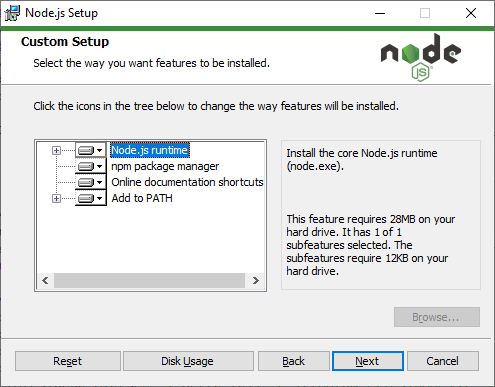 Node.js Setup
Custom Setup
Select the way you want features to be installed.
node
JS
Click the icons in the tree below to change the way features will be installed.
Node.js runtime
npm package manager
Online documentation shortcuts
Add to PATH
Install the core Node.js runtime
(node.exe).
This feature requires 28MB on your
hard drive. It has 1 of 1
subfeatures selected. The
subfeatures require 12KB on your
hard drive.
Browse...
Reset
Disk Usage
Back
Next
Cancel